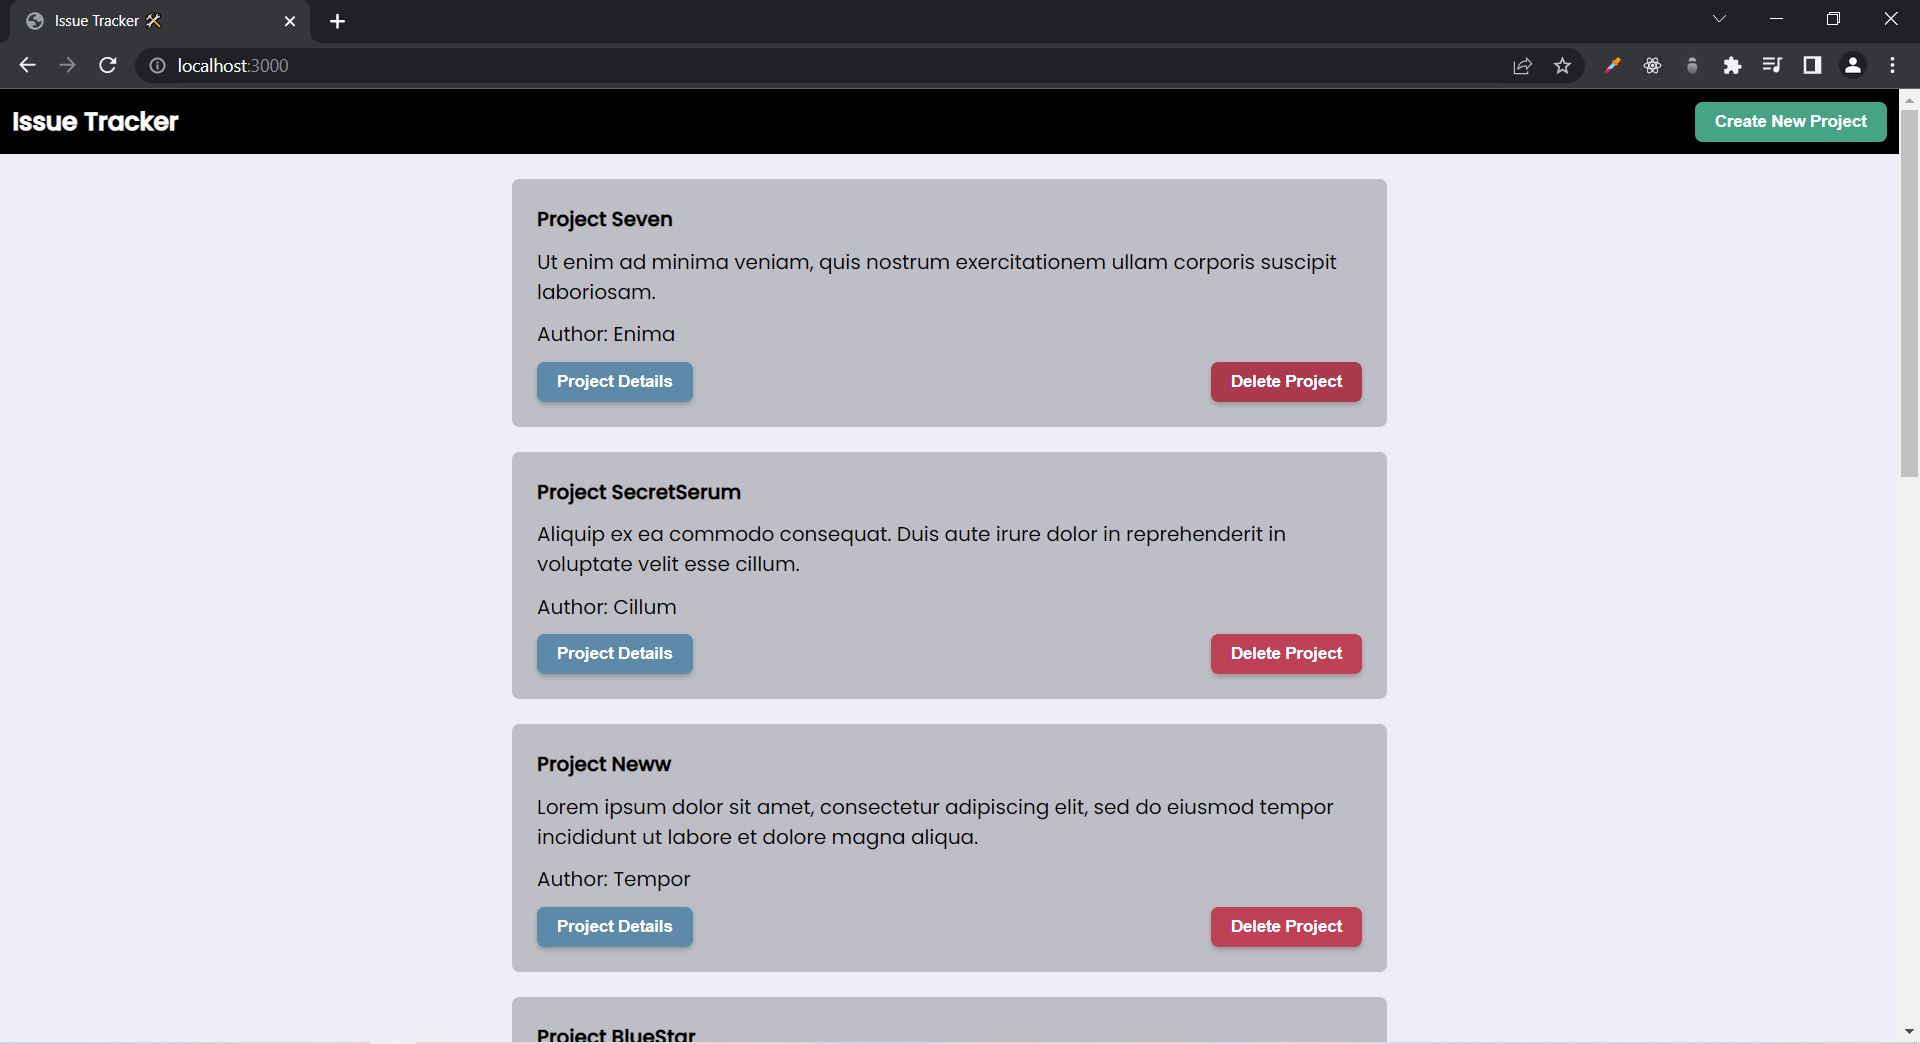 Issue Tracker 🛠
localhost:3000
Issue Tracker
Create New Project
Project Seven
Ut enim ad minima veniam, quis nostrum exercitationem ullam corporis suscipit
laboriosam.
Author: Enima
Project Details
Delete Project
Project SecretSerum
Aliquip ex ea commodo consequat. Duis aute irure dolor in reprehenderit in
voluptate velit esse cillum.
Author: Cillum
Project Details
Delete Project
Project Neww
Lorem ipsum dolor sit amet, consectetur adipiscing elit, sed do eiusmod tempor
incididunt ut labore et dolore magna aliqua.
Author: Tempor
Project Details
Delete Project
Project BlueStar